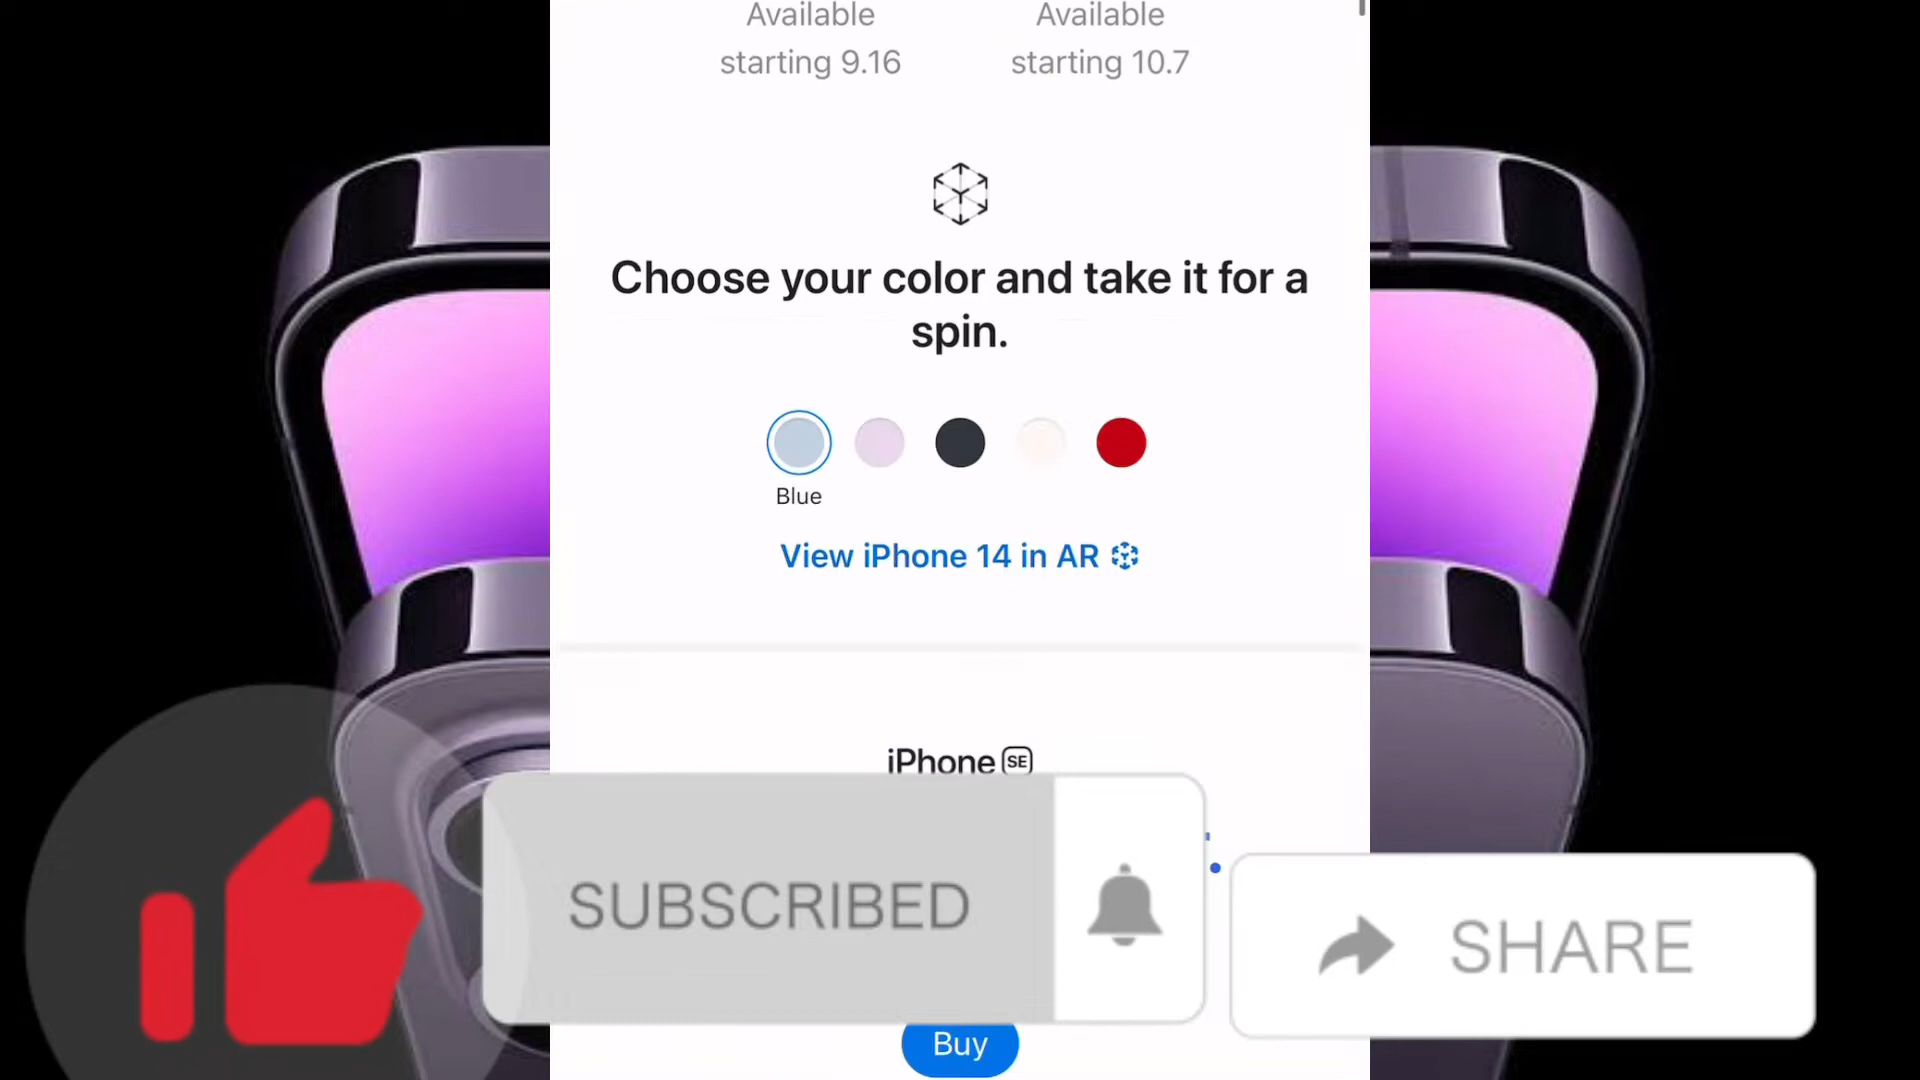 Available
starting 9.16
Available
starting 10.7
Choose your color and take it for a
spin.
Blue
View iPhone 14 in AR
iPhone SE
SUBSCRIBED
SHARE
Buy